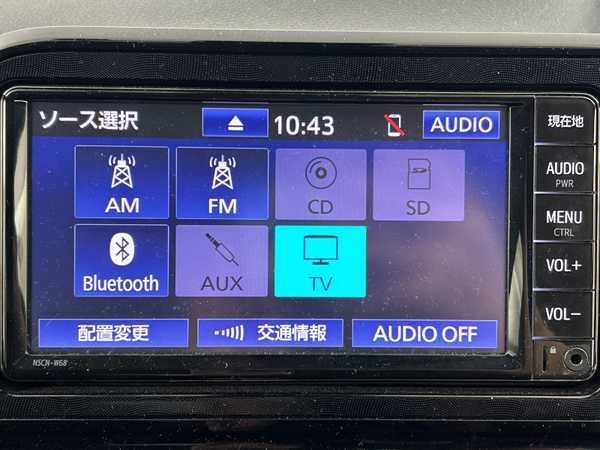 ソース選択
10:43
AUDIO
AM
FM
CD
SD
Bluetooth
AUX
TV
配置変更
交通情報
AUDIO OFF
現在地
AUDIO
PWR
MENU
CTRL
VOL+
VOL−
NSCN-W68